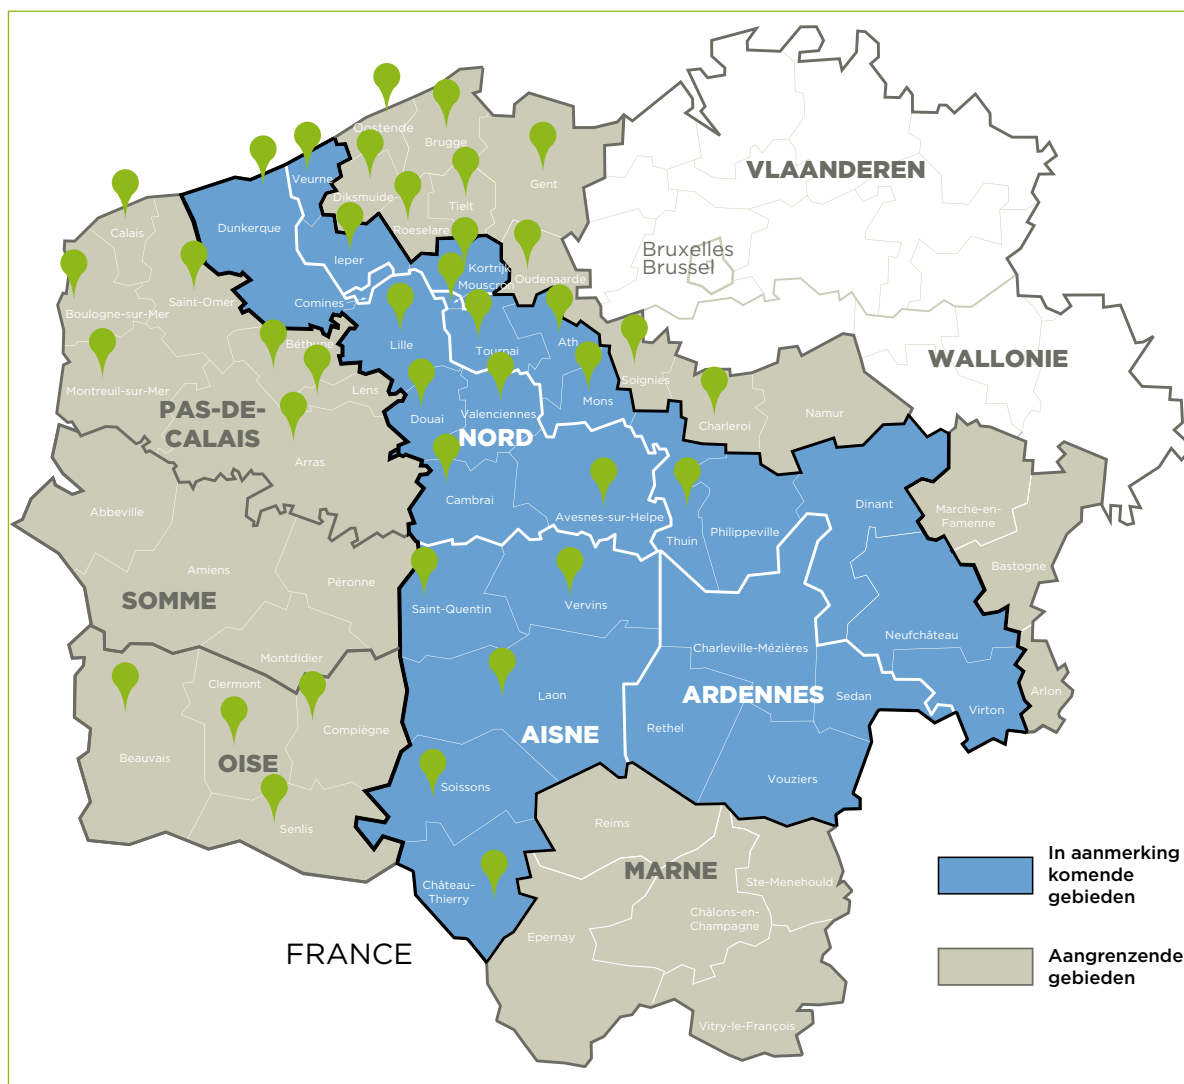 Oostende
Brugge
VLAANDEREN
Veurne
Diksmuide
Tielt
Gent
Calais
Dunkerque
Roeselare
Ieper
Bruxelles
Brussel
Kortrijk
Oudenaarde
Mouscron
Saint-Omer
Comines
Boulogne-sur-Mer
Béthune
Lille
Tournai
Ath
WALLONIE
Soignies
Montreuil-sur-Mer
Lens
Mons
PAS-DE-
CALAIS
Douai
Valenciennes
NORD
Charleroi
Namur
Arras
Cambrai
Abbeville
Avesnes-sur-Helpe
Thuin
Philippeville
Dinant
Marche-en-
Famenne
Bastogne
Amiens
Péronne
SOMME
Saint-Quentin
Vervins
Neufchâteau
Charleville-Mézières
Montdidier
Clermont
Laon
ARDENNES
Sedan
Arlon
Virton
Compiègne
Rethel
AISNE
Beauvais
OISE
Soissons
Vouziers
Senlis
Reims
MARNE
Ste-Menehould
Château-
Thierry
Châlons-en-
Champagne
Epernay
FRANCE
Vitry-le-François
In aanmerking
komende
gebieden
Aangrenzende
gebieden